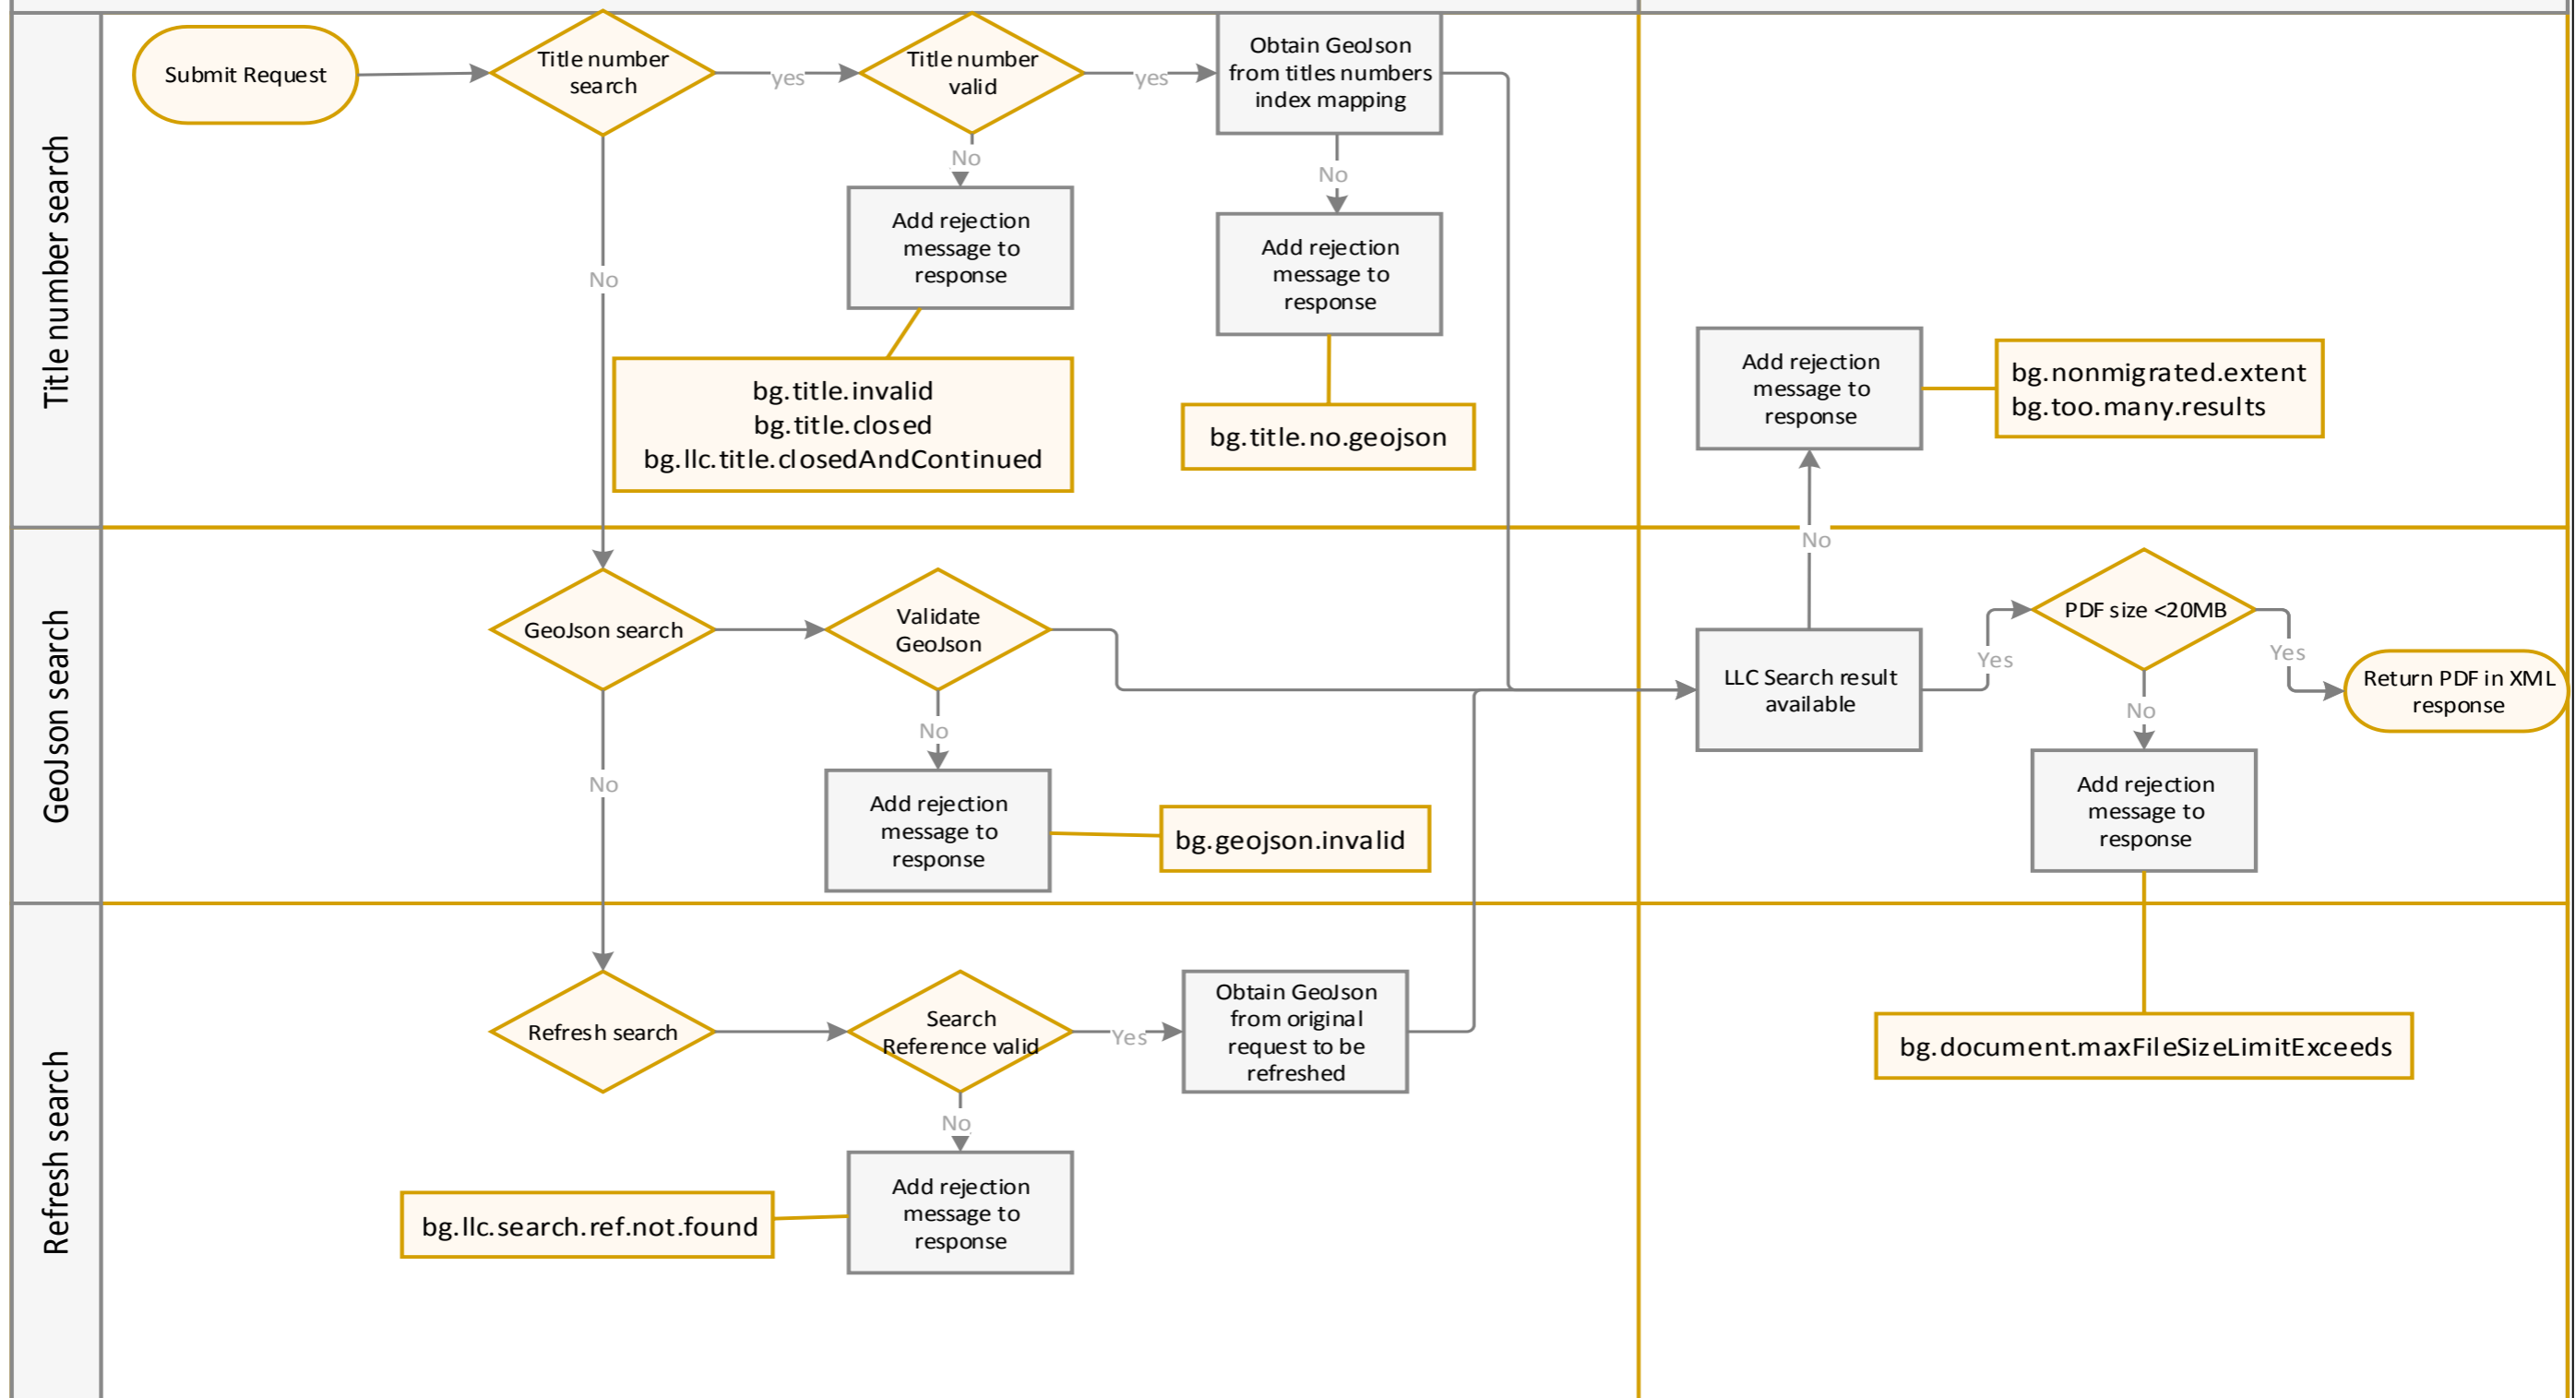 Title number search
Submit Request
Title number
search
yes
Title number
valid
yes
Obtain GeoJson
from titles numbers
index mapping
No
No
No
Add rejection
message to
response
Add rejection
message to
response
bg.title.invalid
bg.title.closed
bg.llc.title.closedAndContinued
bg.title.no.geojson
Add rejection
message to
response
bg.nonmigrated.extent
bg.too.many.results
No
GeoJson search
GeoJson search
Validate
GeoJson
No
No
Add rejection
message to
response
bg.geojson.invalid
LLC Search result
available
Yes
PDF size <20MB
Yes
Return PDF in XML
response
No
Add rejection
message to
response
bg.document.maxFileSizeLimitExceeds
Refresh search
Refresh search
Search
Reference valid
Yes
Obtain GeoJson
from original
request to be
refreshed
No
Add rejection
message to
response
bg.llc.search.ref.not.found